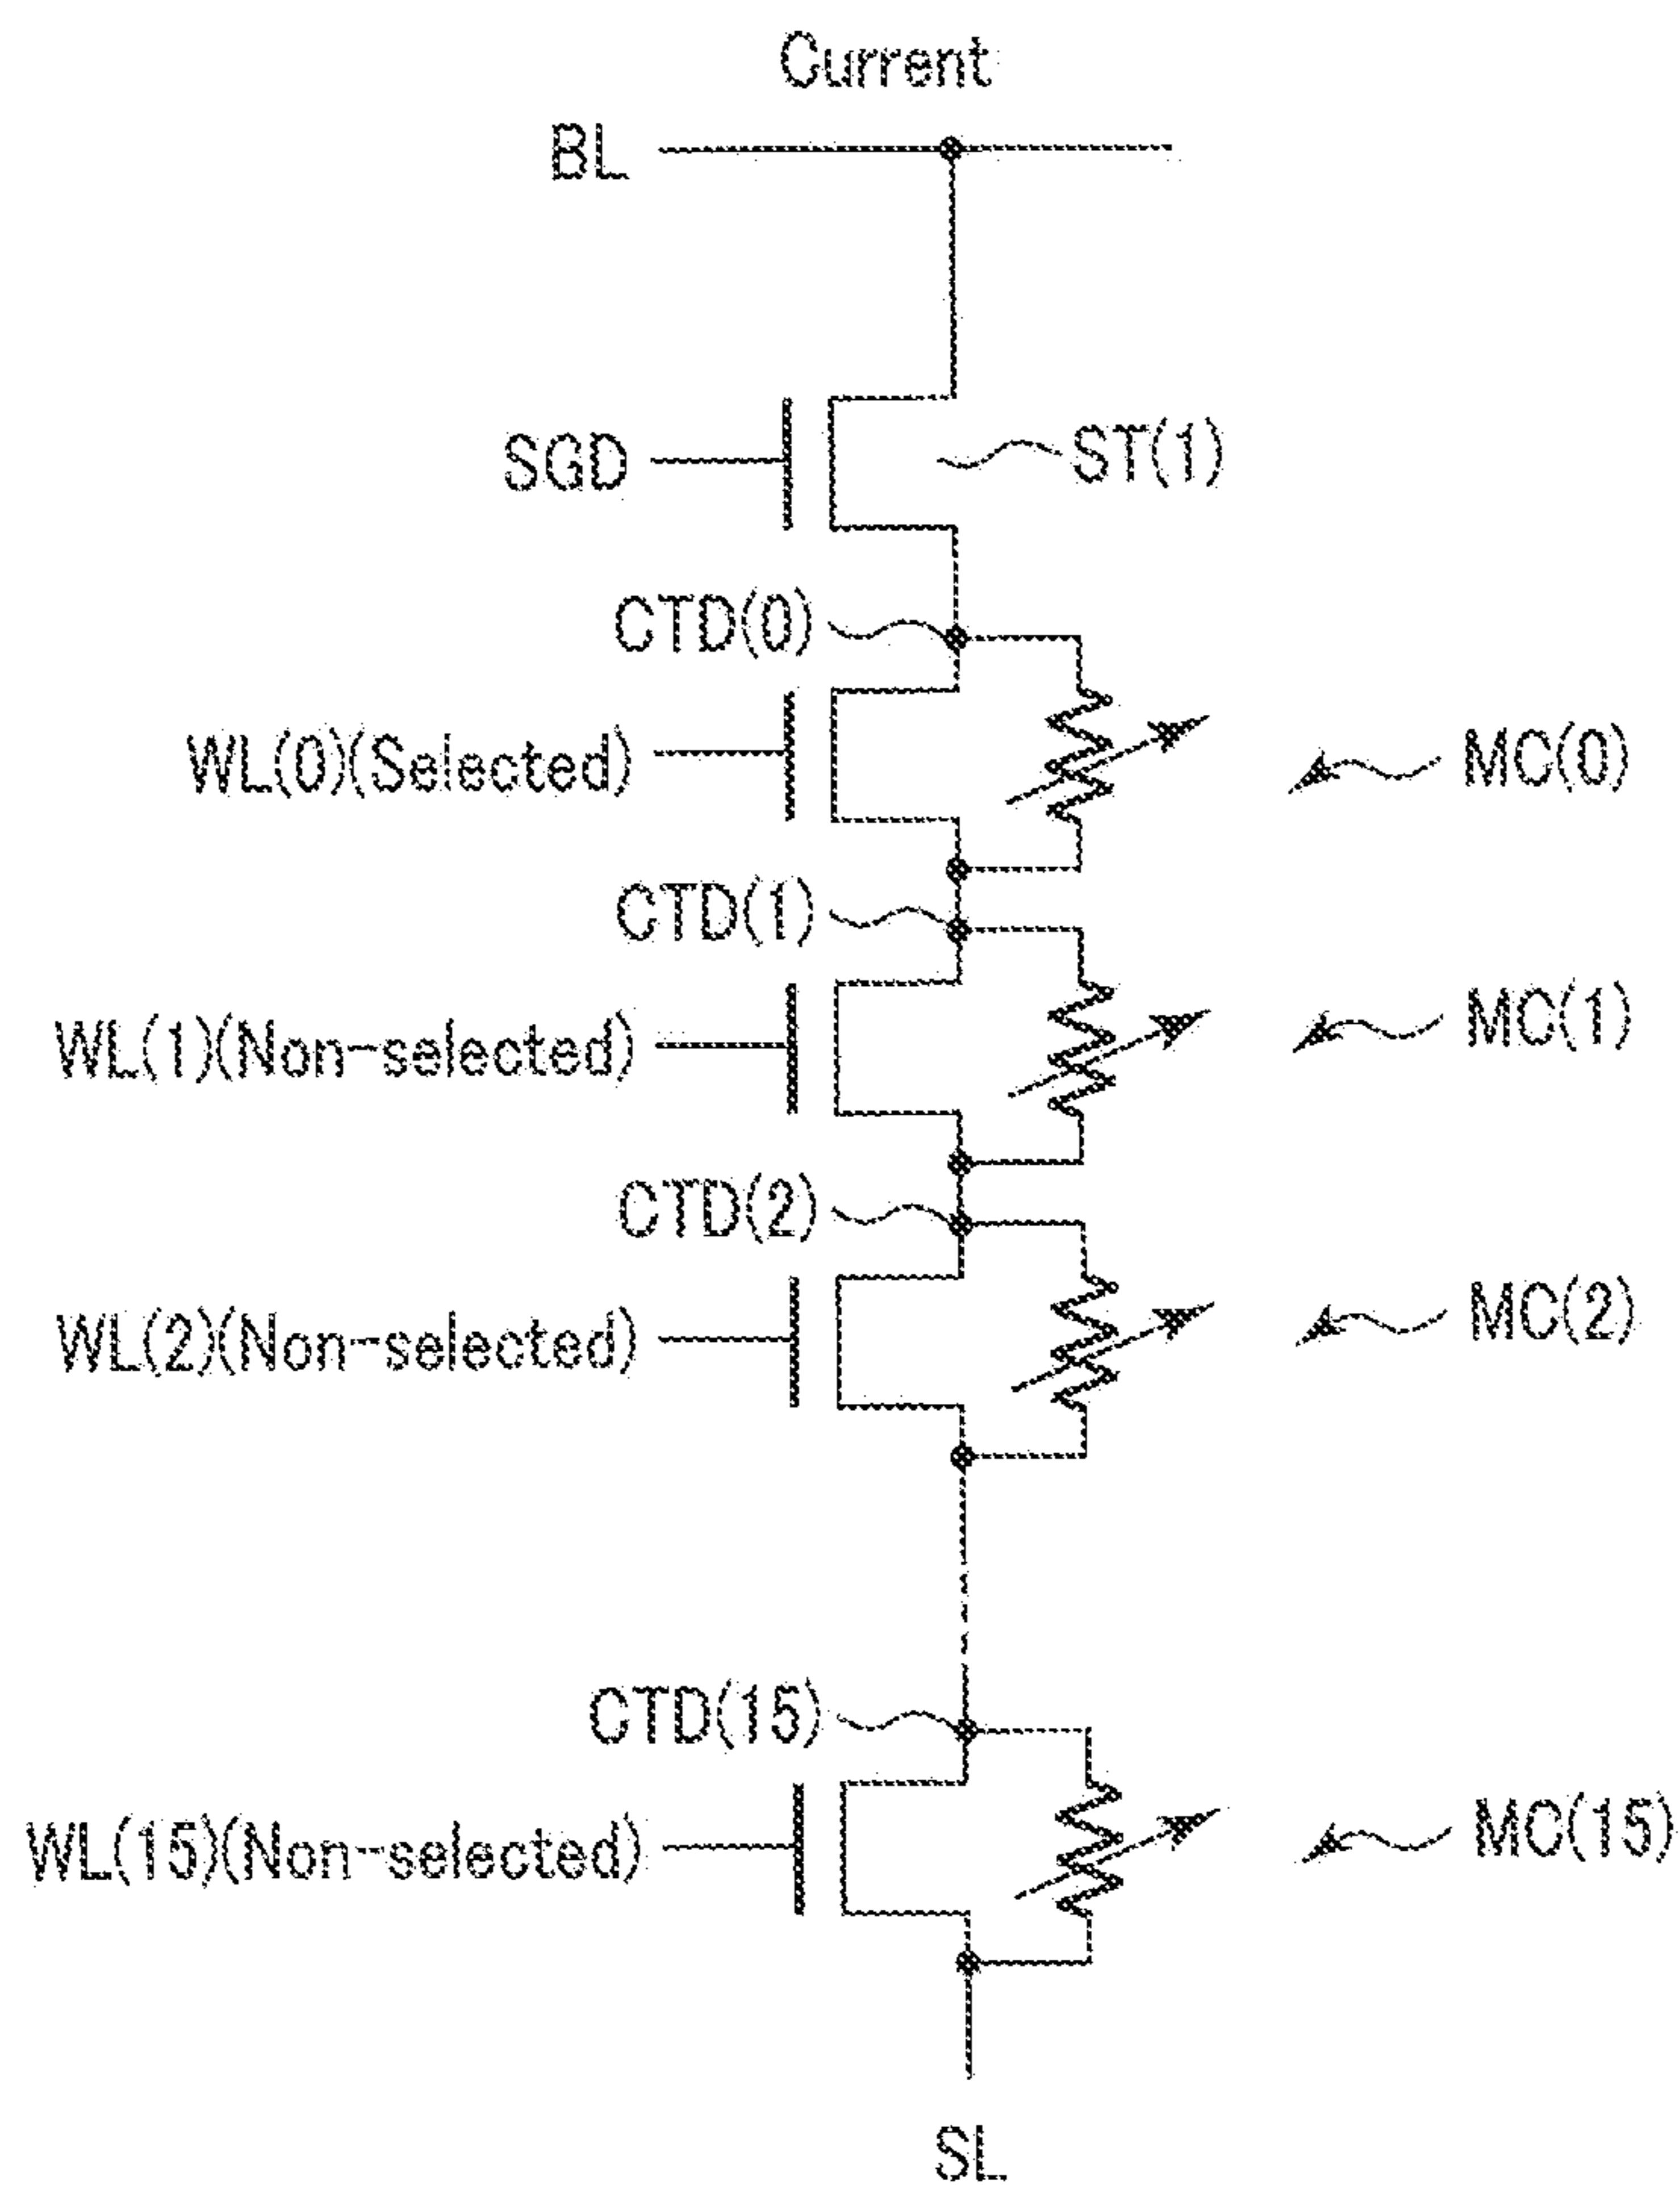 Current
BL
SGD
ST(1)
CTD(0)
WL(0)(Selected)
MC(0)
CTD(1)
WL(1)(Non-selected)
MC(1)
CTD(2)
WL(2)(Non-selected)
MC(2)
CTD(15)
WL(15)(Non-selected)
MC(15)
SL